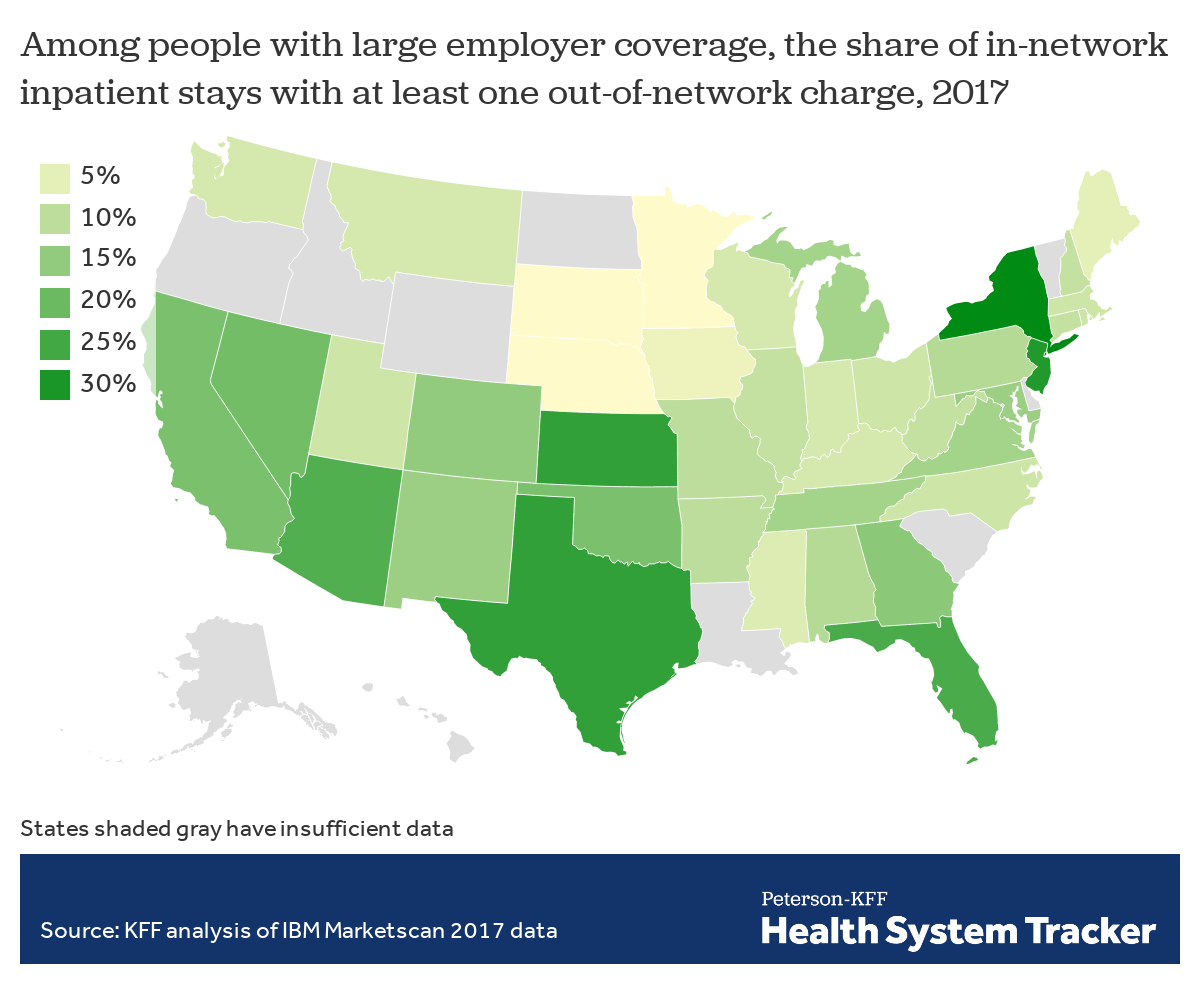 Among people with large employer coverage, the share of in-network
inpatient stays with at least one out-of-network charge, 2017
5%
10%
15%
20%
25%
30%
States shaded gray have insufficient data
Source: KFF analysis of IBM Marketscan 2017 data
Peterson-KFF
Health System Tracker